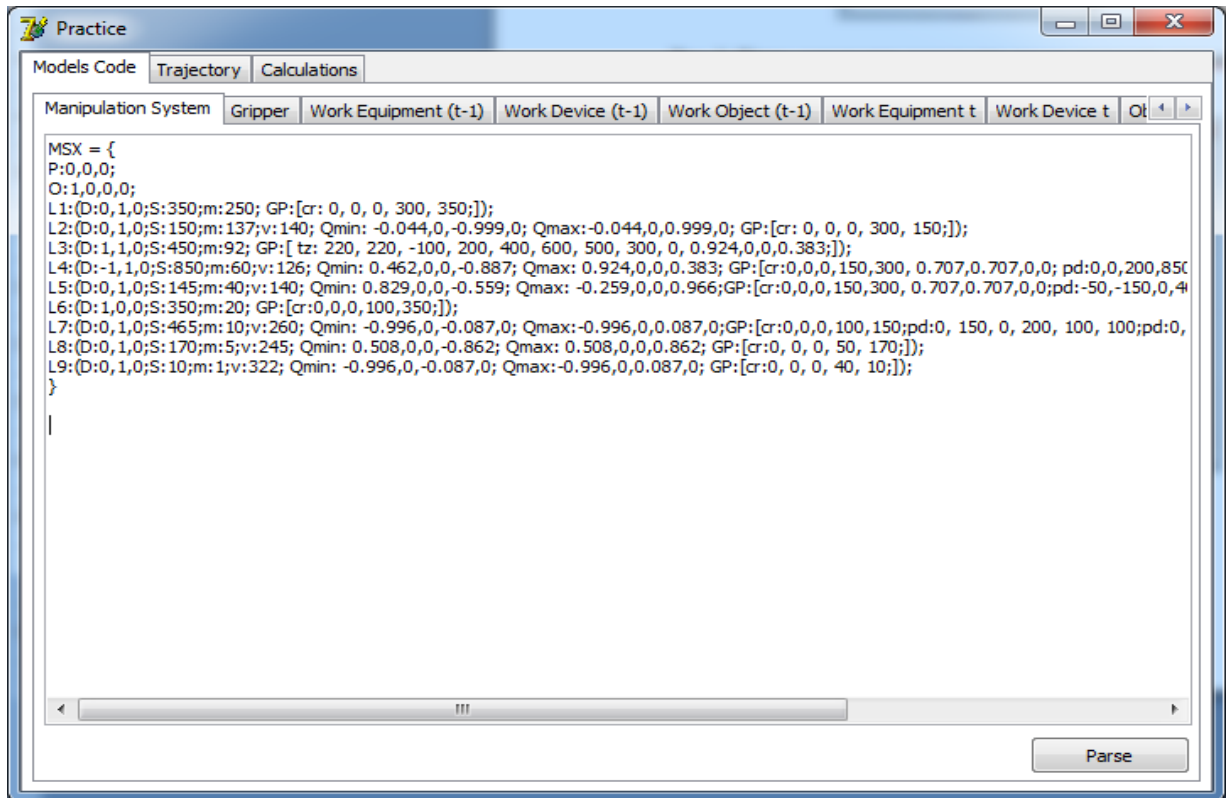 Practice
Models Code Trajectory Calculations
Manipulation System Gripper Work Equipment (t-1) Work Device (t-1) Work Object (t-1) Work Equipment t Work Device t
MSX = {
P:0,0,0;
O:1,0,0,0;
L1:(D:0,1,0;S:350;m:250; GP:[cr: 0, 0, 0, 300, 350;]);
L2:(D:0,1,0;S:150;m:137;v:140; Qmin: -0.044,0,-0.999,0; Qmax:-0.044,0,0.999,0; GP:[cr: 0, 0, 0, 300, 150;]);
L3:(D:1,1,0;S:450;m:92; GP:[ tz: 220, 220, -100, 200, 400, 600, 500, 300, 0, 0.924,0,0,0.383;]);
L4:(D:-1,1,0;S:850;m:60;v:126; Qmin: 0.462,0,0,-0.887; Qmax: 0.924,0,0,0.383; GP:[cr:0,0,0,150,300, 0.707,0.707,0,0; pd:0,0,200,850
L5:(D:0,1,0;S:145;m:40;v:140; Qmin: 0.829,0,0,-0.559; Qmax: -0.259,0,0,0.966;GP:[cr:0,0,0,150,300, 0.707,0.707,0,0;pd:-50,-150,0,4
L6:(D:1,0,0;S:350;m:20; GP:[cr:0,0,0,100,350;]);
L7:(D:0,1,0;S:465;m:10;v:260; Qmin: -0.996,0,-0.087,0; Qmax:-0.996,0,0.087,0;GP:[cr:0,0,0,100,150;pd:0, 150, 0, 200, 100, 100;pd:0,
L8:(D:0,1,0;S:170;m:5;v:245; Qmin: 0.508,0,0,-0.862; Qmax: 0.508,0,0,0.862; GP:[cr:0, 0, 0, 50, 170;]);
L9:(D:0,1,0;S:10;m:1;v:322; Qmin: -0.996,0,-0.087,0; Qmax:-0.996,0,0.087,0; GP:[cr:0, 0, 0, 40, 10;]);
}
Parse